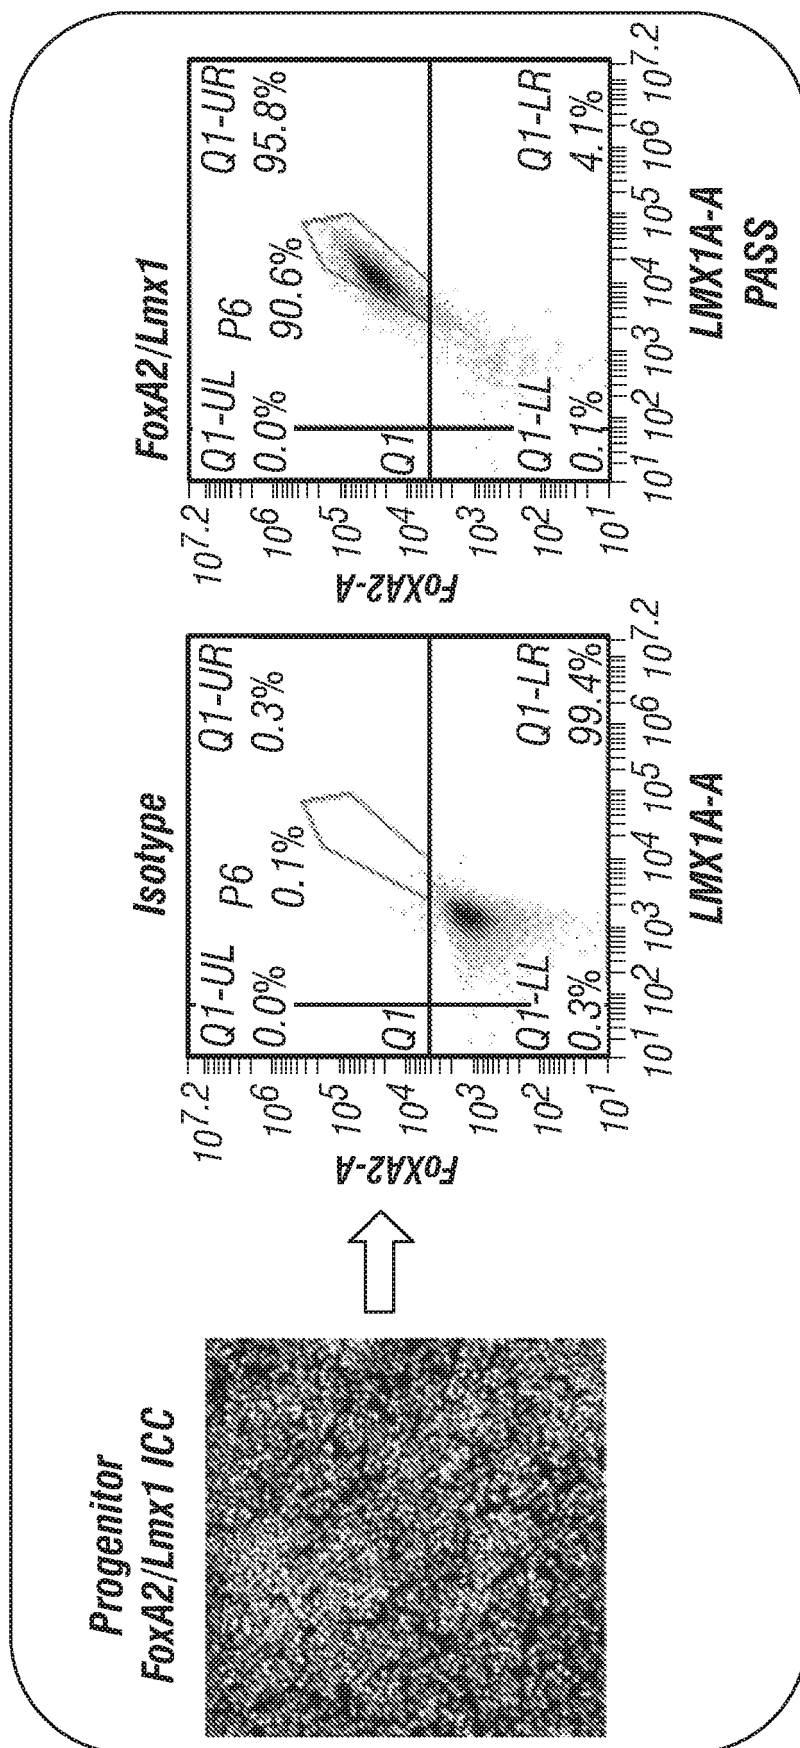 Progenitor
FoxA2/Lmx1 ICC
Isotype
FoXA2-A
10^7.2
10^6
10^5
10^4
10^3
10^2
10^1
Q1-UL
0.0%
P6
0.1%
Q1-UR
0.3%
Q1
Q1-LL
0.3%
Q1-LR
99.4%
10^1 10^2 10^3 10^4 10^5 10^6 10^7.2
LMX1A-A
FoxA2/Lmx1
FoXA2-A
10^7.2
10^6
10^5
10^4
10^3
10^2
10^1
Q1-UL
0.0%
P6
90.6%
Q1-UR
95.8%
Q1
Q1-LL
0.1%
Q1-LR
4.1%
10^1 10^2 10^3 10^4 10^5 10^6 10^7.2
LMX1A-A
PASS